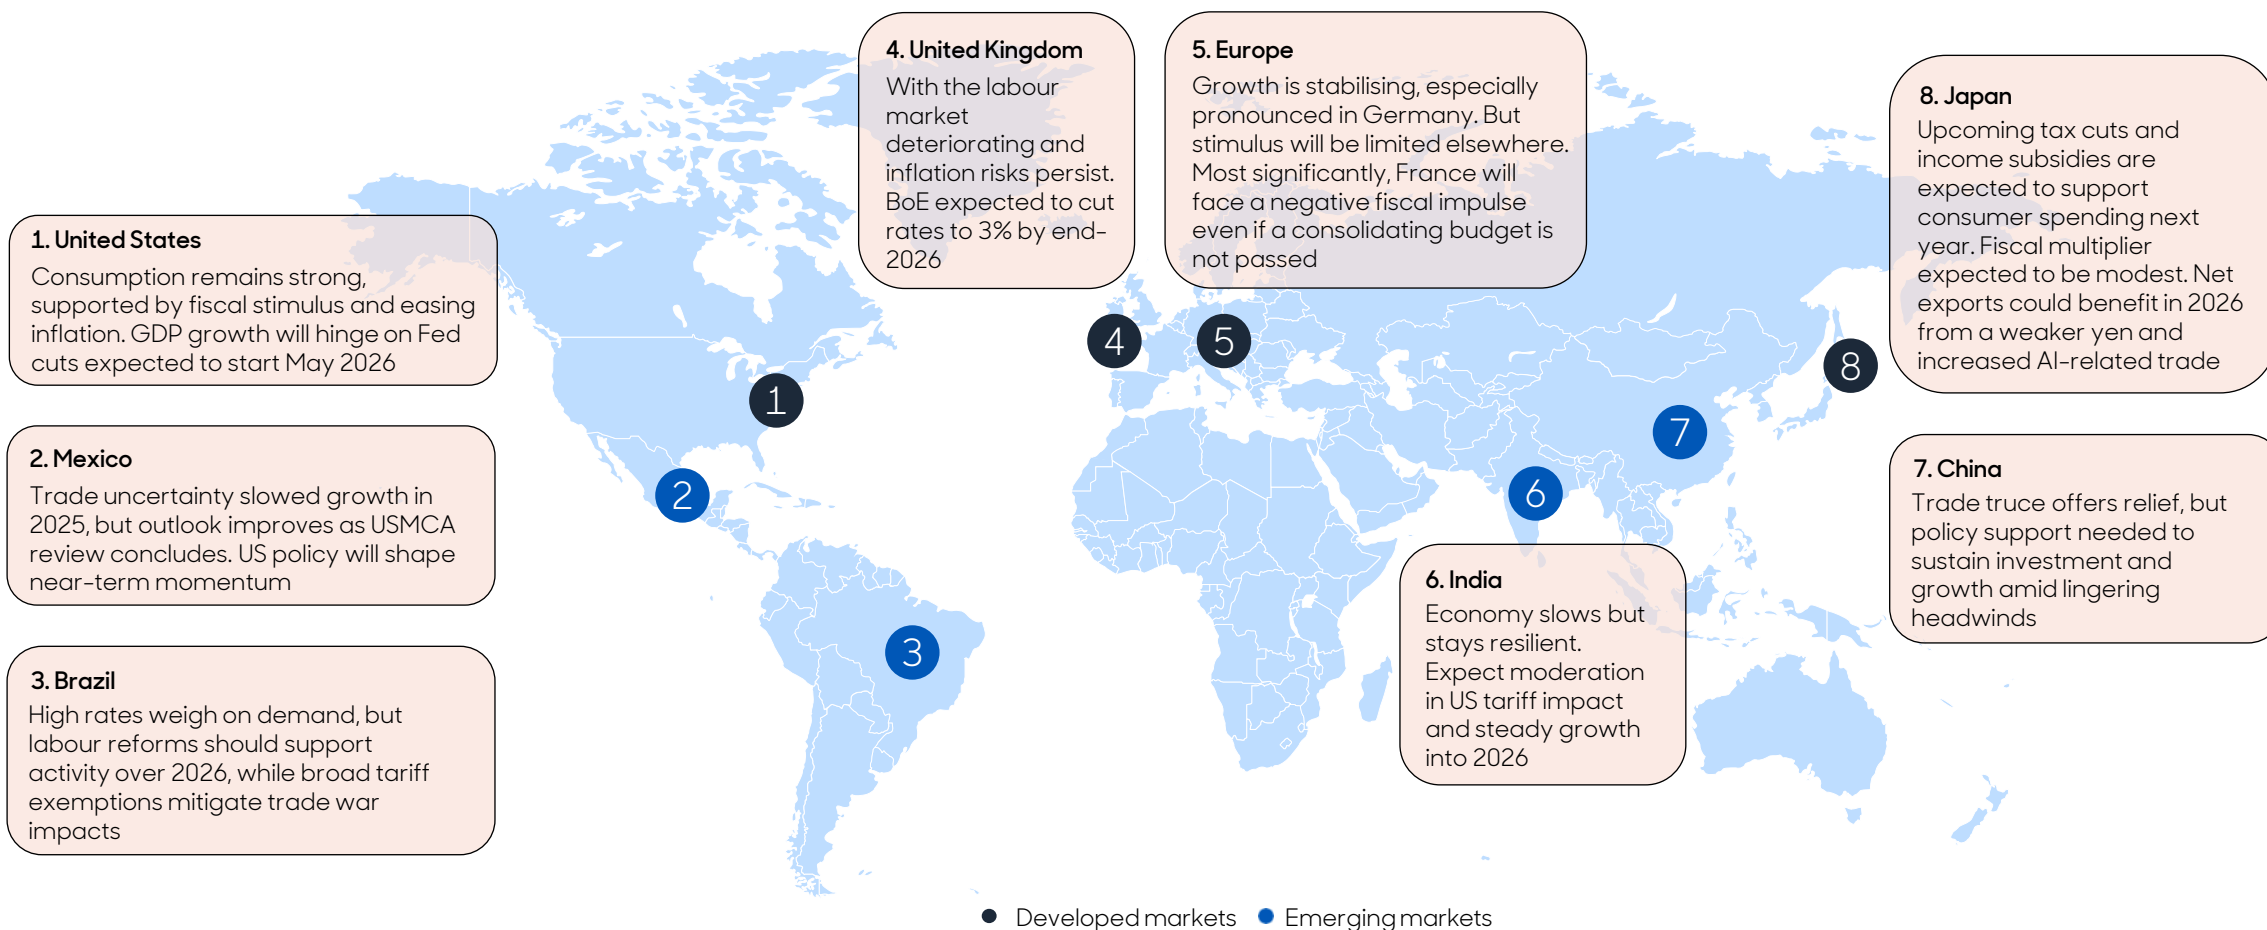 1. United States
Consumption remains strong,
supported by fiscal stimulus and easing
inflation. GDP growth will hinge on Fed
cuts expected to start May 2026
2. Mexico
Trade uncertainty slowed growth in
2025, but outlook improves as USMCA
review concludes. US policy will shape
near-term momentum
3. Brazil
High rates weigh on demand, but
labour reforms should support
activity over 2026, while broad tariff
exemptions mitigate trade war
impacts
4. United Kingdom
With the labour
market
deteriorating and
inflation risks persist.
BoE expected to cut
rates to 3% by end-
2026
5. Europe
Growth is stabilising, especially
pronounced in Germany. But
stimulus will be limited elsewhere.
Most significantly, France will
face a negative fiscal impulse
even if a consolidating budget is
not passed
8. Japan
Upcoming tax cuts and
income subsidies are
expected to support
consumer spending next
year. Fiscal multiplier
expected to be modest. Net
exports could benefit in 2026
from a weaker yen and
increased AI-related trade
7. China
Trade truce offers relief, but
policy support needed to
sustain investment and
growth amid lingering
headwinds
6. India
Economy slows but
stays resilient.
Expect moderation
in US tariff impact
and steady growth
into 2026
1
2
3
4
5
6
7
8
Developed markets
Emerging markets